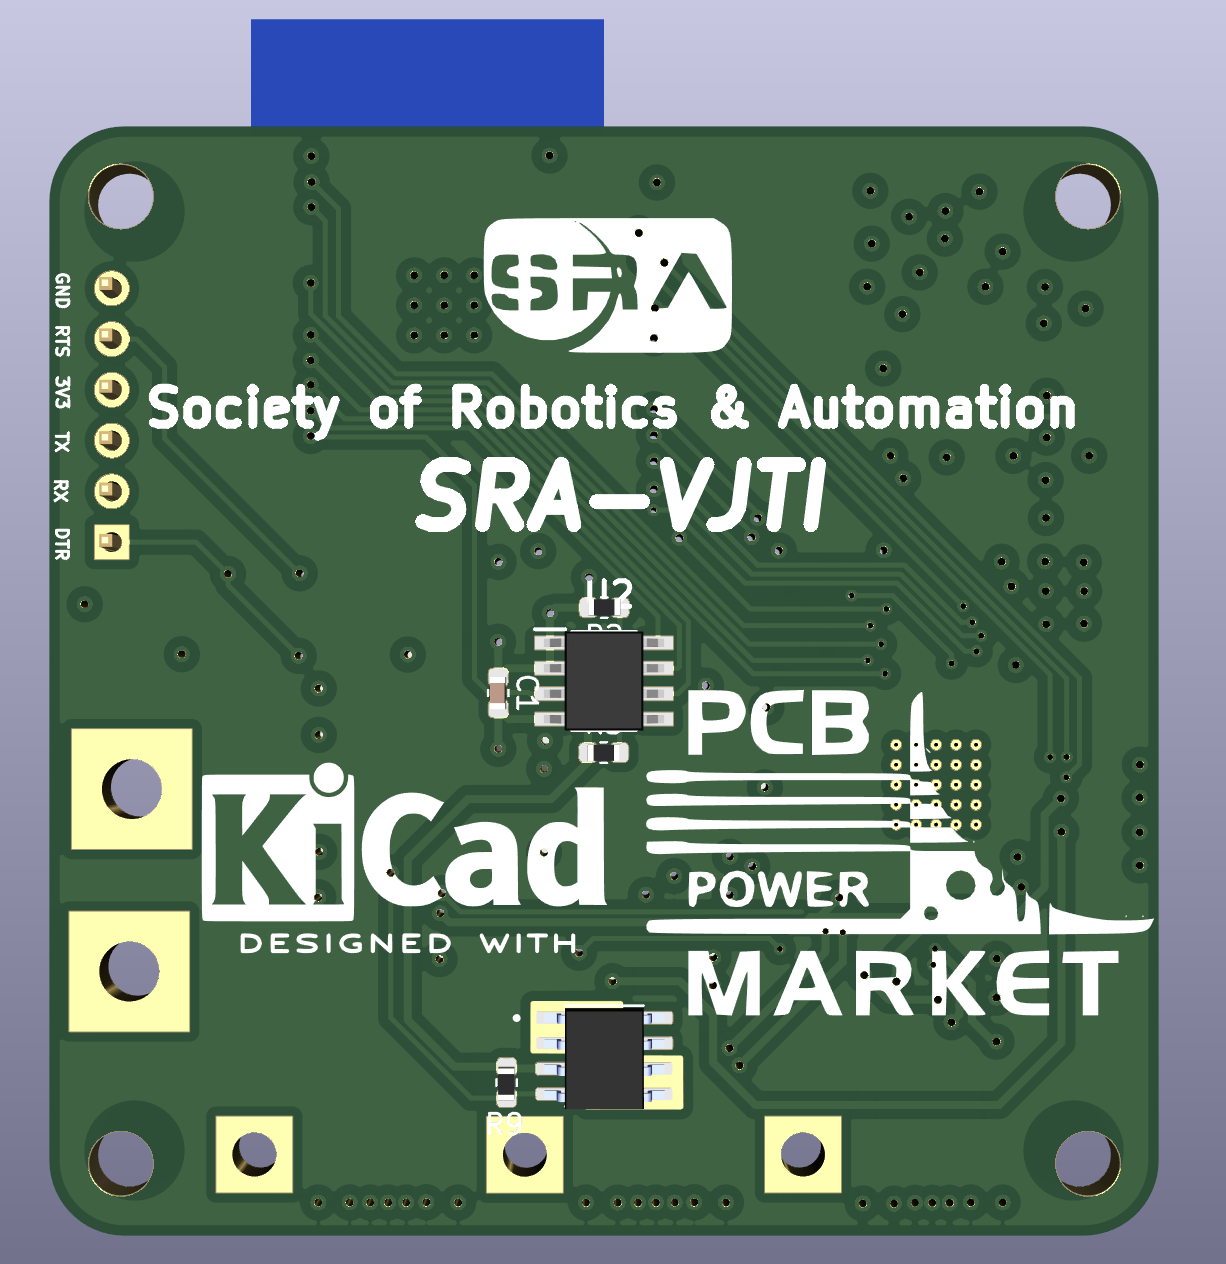 SRA
GND
RTS
3V3
TX
RX
DTR
Society of Robotics & Automation
SRA-VJTI
U2
C1
PCB
POWER
MARKET
KiCad
DESIGNED WITH
R9